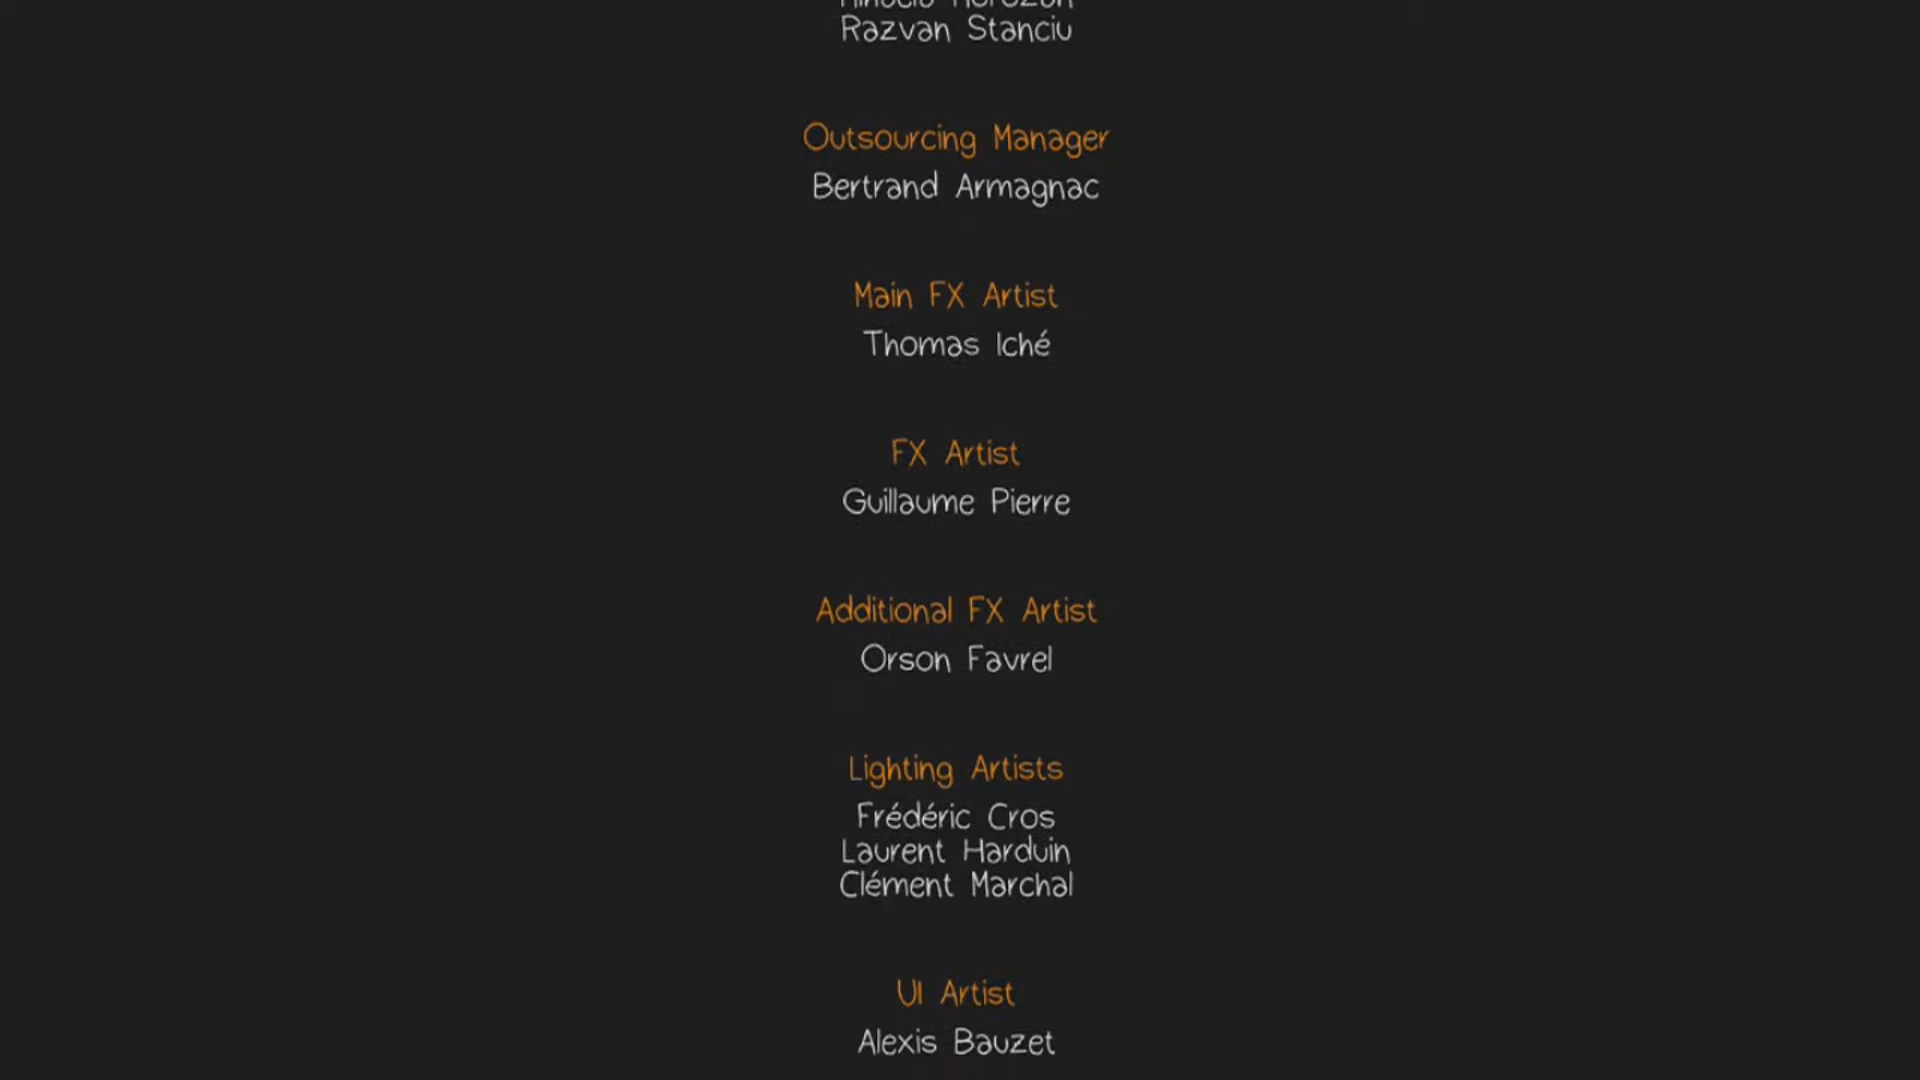 Razvan Stanciu
Outsourcing Manager
Bertrand Armagnac
Main FX Artist
Thomas Iché
FX Artist
Guillaume Pierre
Additional FX Artist
Orson Favrel
Lighting Artists
Frédéric Cros
Laurent Harduin
Clément Marchal
UI Artist
Alexis Bauzet